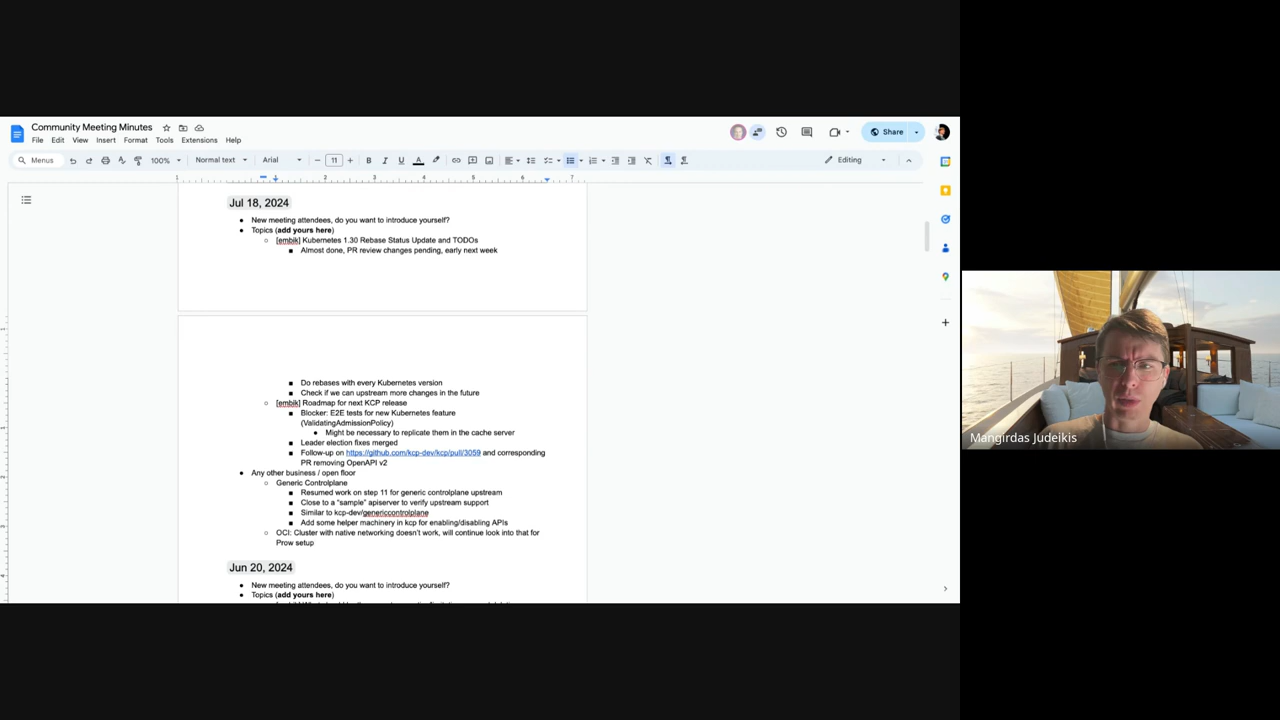 Community Meeting Minutes
File Edit View Insert Format Tools Extensions Help
Share
Menus 100% Normal text Arial 11 B I U A Editing
1 2 3 4 5 6 7
Jul 18, 2024
New meeting attendees, do you want to introduce yourself?
Topics (add yours here)
[embik] Kubernetes 1.30 Rebase Status Update and TODOs
Almost done, PR review changes pending, early next week
Do rebases with every Kubernetes version
Check if we can upstream more changes in the future
[embik] Roadmap for next KCP release
Blocker: E2E tests for new Kubernetes feature
(ValidatingAdmissionPolicy)
Might be necessary to replicate them in the cache server
Leader election fixes merged
Follow-up on https://github.com/kcp-dev/kcp/pull/3059 and corresponding
PR removing OpenAPI v2
Any other business / open floor
Generic Controlplane
Resumed work on step 11 for generic controlplane upstream
Close to a “sample” apiserver to verify upstream support
Similar to kcp-dev/genericcontrolplane
Add some helper machinery in kcp for enabling/disabling APIs
OCI: Cluster with native networking doesn’t work, will continue look into that for
Prow setup
Jun 20, 2024
New meeting attendees, do you want to introduce yourself?
Topics (add yours here)
Mangirdas Judeikis